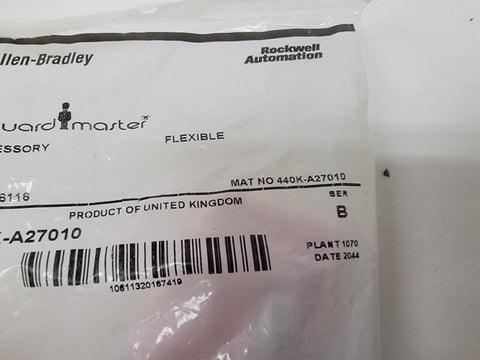 llen-Bradley
Rockwell
Automation
uard master
ESSORY
FLEXIBLE
MAT NO 440K-A27010
6116
SER
PRODUCT OF UNITED KINGDOM
B
-A27010
PLANT 1070
DATE 2044
10611320167419